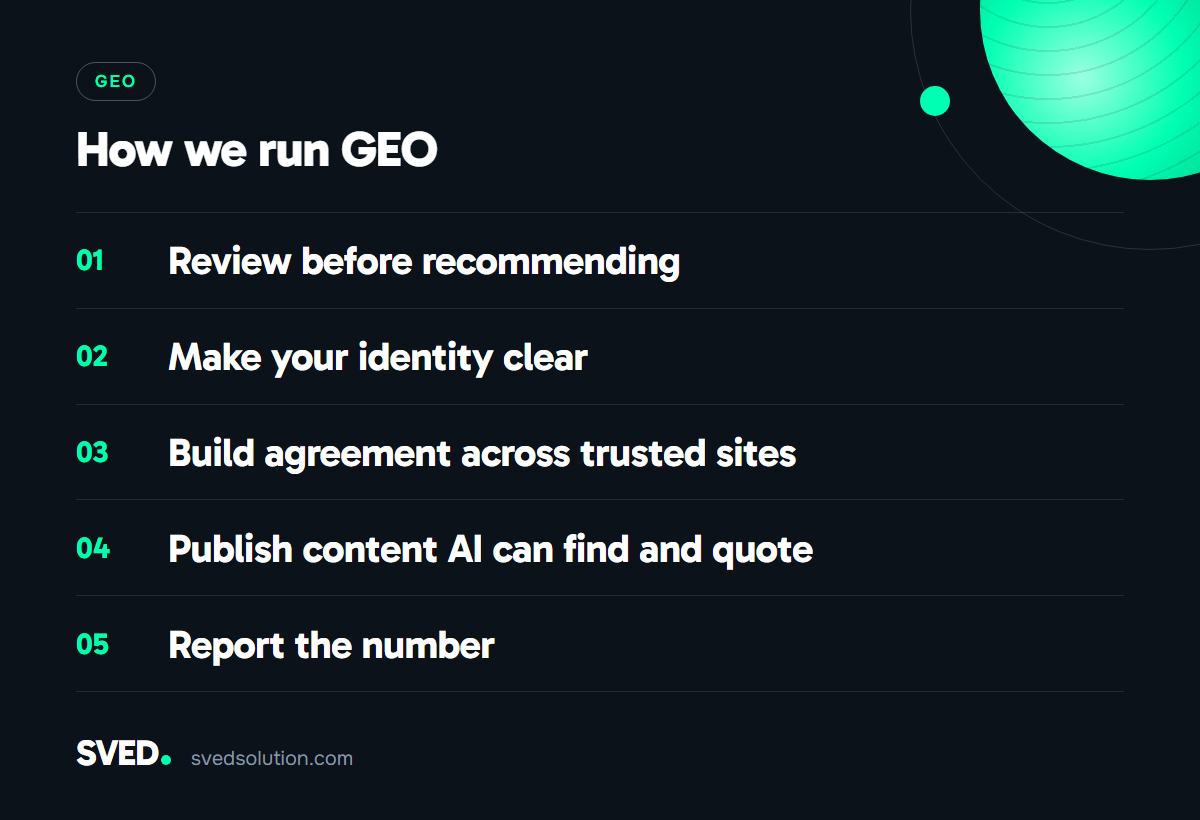 GEO
How we run GEO
01 Review before recommending
02 Make your identity clear
03 Build agreement across trusted sites
04 Publish content AI can find and quote
05 Report the number
SVED. svedsolution.com